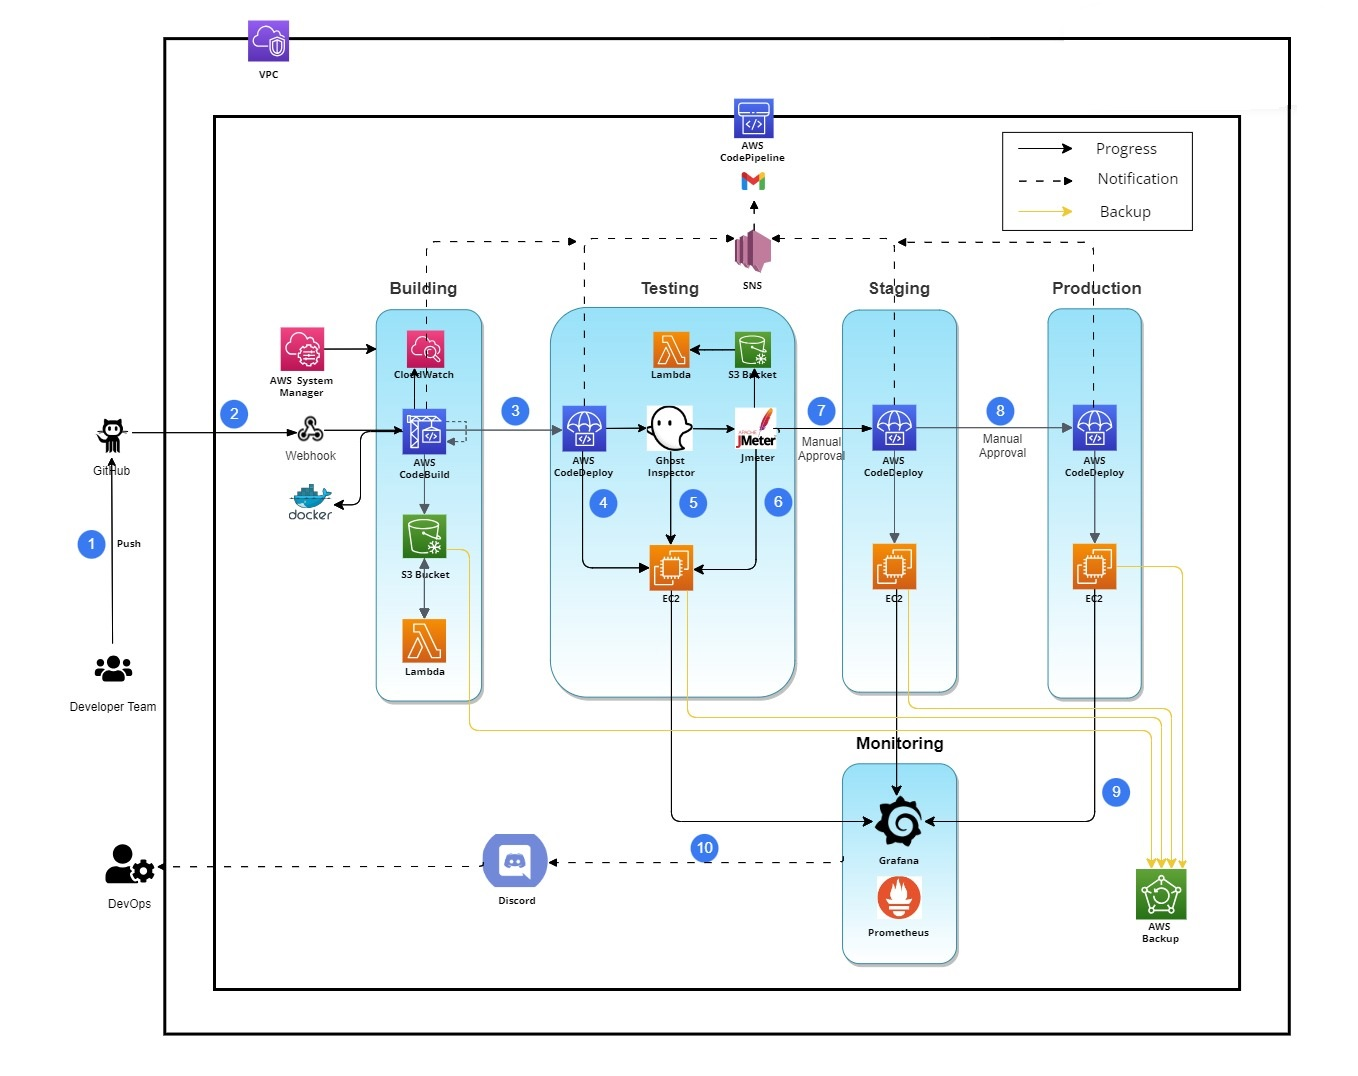 VPC
AWS
CodePipeline
Progress
Notification
Backup
SNS
Building
Testing
Staging
Production
AWS System
Manager
CloudWatch
Lambda
S3 Bucket
2
3
7
8
GitHub
Webhook
AWS
CodeBuild
AWS
CodeDeploy
Ghost
Inspector
APACHE
JMeter
Jmeter
Manual
Approval
AWS
CodeDeploy
Manual
Approval
AWS
CodeDeploy
docker
4
5
6
1
Push
S3 Bucket
EC2
EC2
EC2
Lambda
Developer Team
Monitoring
9
10
Grafana
DevOps
Discord
Prometheus
AWS
Backup